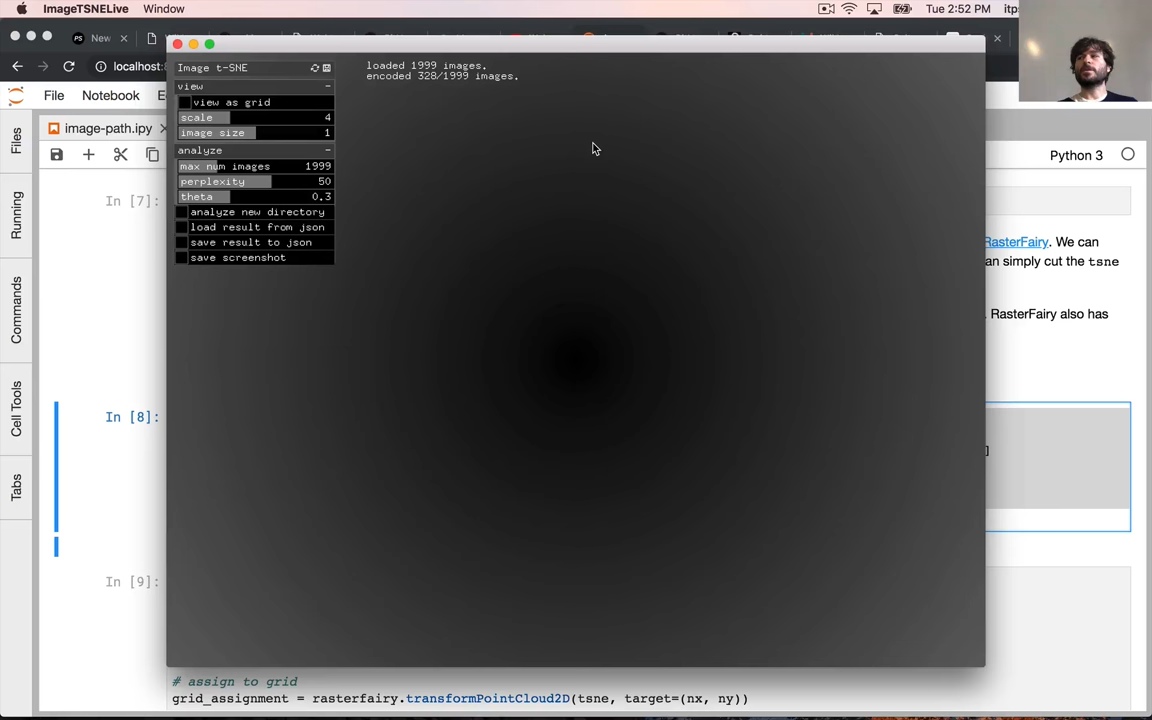 ImageTSNELive Window
Tue 2:52 PM itp
New
localhost:
File Notebook
image-path.ipy
Python 3
Files
Running
Commands
Cell Tools
Tabs
Image t-SNE
view
view as grid
scale 4
image size 1
analyze
max num images 1999
perplexity 50
theta 0.3
analyze new directory
load result from json
save result to json
save screenshot
loaded 1999 images.
encoded 328/1999 images.
In [7]:
RasterFairy. We can
an simply cut the tsne
. RasterFairy also has
In [8]:
]
In [9]:
# assign to grid
grid_assignment = rasterfairy.transformPointCloud2D(tsne, target=(nx, ny))